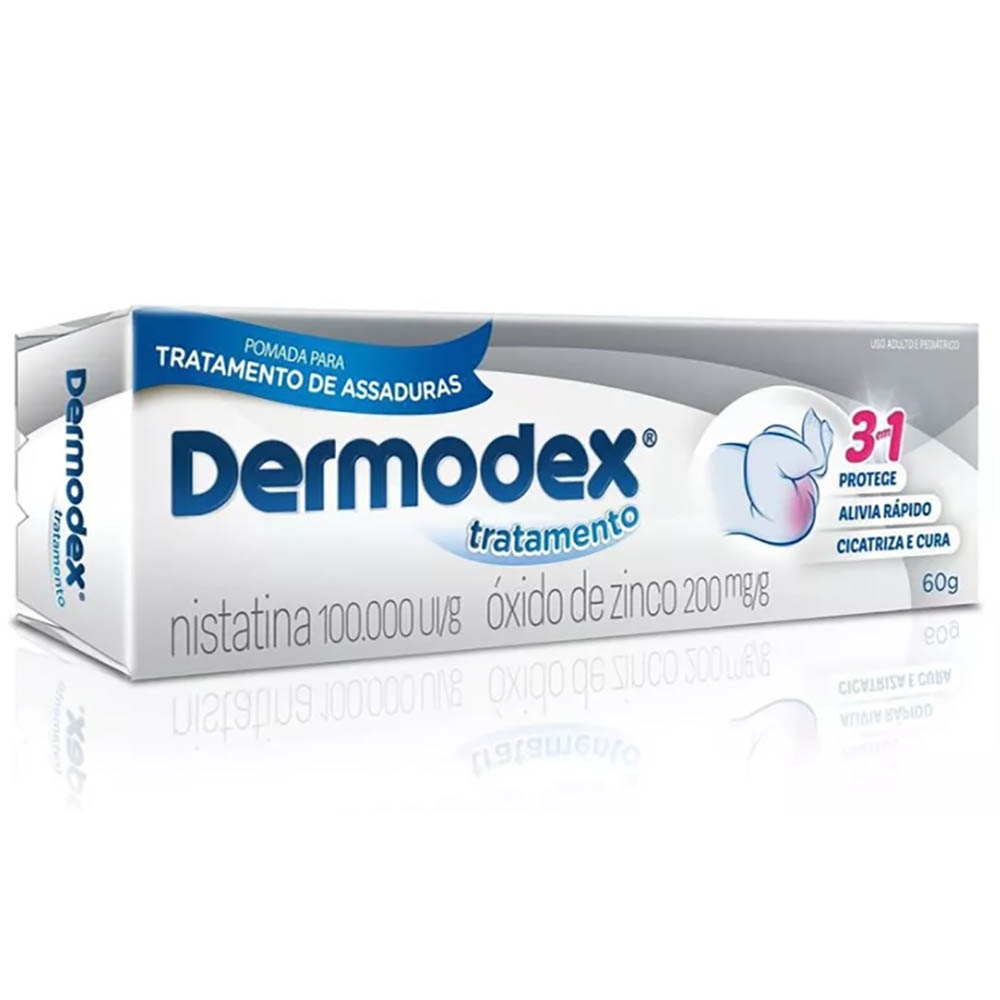 POMADA PARA
TRATAMENTO DE ASSADURAS
USO ADULTO E PEDIÁTRICO
Dermodex®
tratamento
3em1
PROTEGE
ALIVIA RÁPIDO
CICATRIZA E CURA
nistatina 100.000 UI/g óxido de zinco 200 mg/g
60g
Dermodex®
tratamento